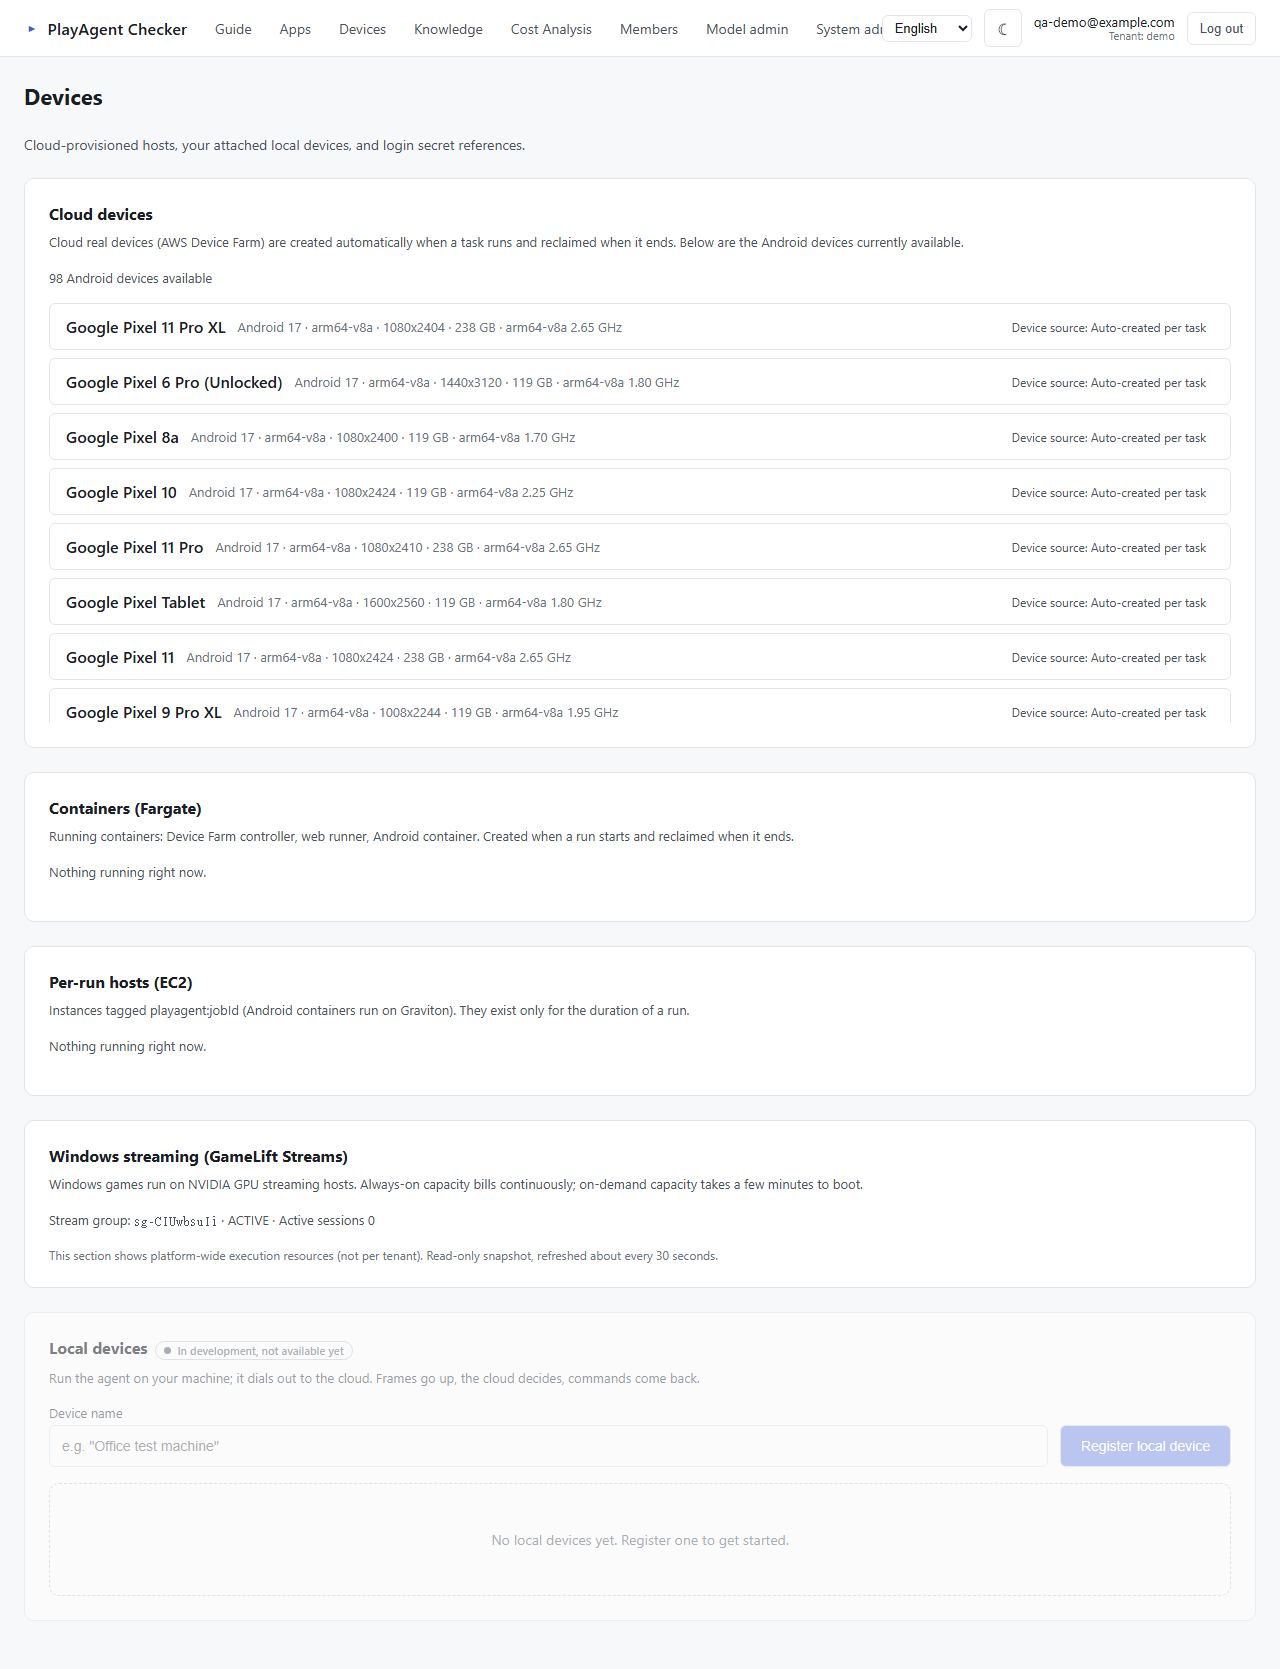 PlayAgent Checker
Guide
Apps
Devices
Knowledge
Cost Analysis
Members
Model admin
System adr
English
qa-demo@example.com
Tenant: demo
Log out
Devices
Cloud-provisioned hosts, your attached local devices, and login secret references.
Cloud devices
Cloud real devices (AWS Device Farm) are created automatically when a task runs and reclaimed when it ends. Below are the Android devices currently available.
98 Android devices available
Google Pixel 11 Pro XL Android 17 · arm64-v8a · 1080x2404 · 238 GB · arm64-v8a 2.65 GHz Device source: Auto-created per task
Google Pixel 6 Pro (Unlocked) Android 17 · arm64-v8a · 1440x3120 · 119 GB · arm64-v8a 1.80 GHz Device source: Auto-created per task
Google Pixel 8a Android 17 · arm64-v8a · 1080x2400 · 119 GB · arm64-v8a 1.70 GHz Device source: Auto-created per task
Google Pixel 10 Android 17 · arm64-v8a · 1080x2424 · 119 GB · arm64-v8a 2.25 GHz Device source: Auto-created per task
Google Pixel 11 Pro Android 17 · arm64-v8a · 1080x2410 · 238 GB · arm64-v8a 2.65 GHz Device source: Auto-created per task
Google Pixel Tablet Android 17 · arm64-v8a · 1600x2560 · 119 GB · arm64-v8a 1.80 GHz Device source: Auto-created per task
Google Pixel 11 Android 17 · arm64-v8a · 1080x2424 · 238 GB · arm64-v8a 2.65 GHz Device source: Auto-created per task
Google Pixel 9 Pro XL Android 17 · arm64-v8a · 1008x2244 · 119 GB · arm64-v8a 1.95 GHz Device source: Auto-created per task
Containers (Fargate)
Running containers: Device Farm controller, web runner, Android container. Created when a run starts and reclaimed when it ends.
Nothing running right now.
Per-run hosts (EC2)
Instances tagged playagent:jobId (Android containers run on Graviton). They exist only for the duration of a run.
Nothing running right now.
Windows streaming (GameLift Streams)
Windows games run on NVIDIA GPU streaming hosts. Always-on capacity bills continuously; on-demand capacity takes a few minutes to boot.
Stream group: sg-CIUwbsuIi · ACTIVE · Active sessions 0
This section shows platform-wide execution resources (not per tenant). Read-only snapshot, refreshed about every 30 seconds.
Local devices In development, not available yet
Run the agent on your machine; it dials out to the cloud. Frames go up, the cloud decides, commands come back.
Device name
e.g. "Office test machine"
Register local device
No local devices yet. Register one to get started.